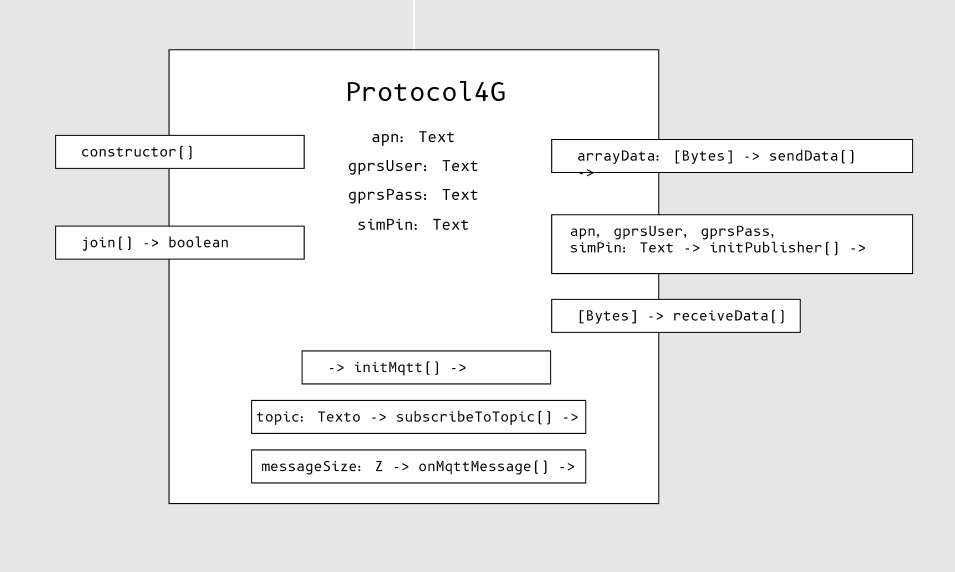 Protocol4G
apn: Text
gprsUser: Text
gprsPass: Text
simPin: Text
constructor()
join() -> boolean
arrayData: [Bytes] -> sendData()
->
apn, gprsUser, gprsPass,
simPin: Text -> initPublisher() ->
[Bytes] -> receiveData()
-> initMqtt() ->
topic: Texto -> subscribeToTopic() ->
messageSize: Z -> onMqttMessage() ->